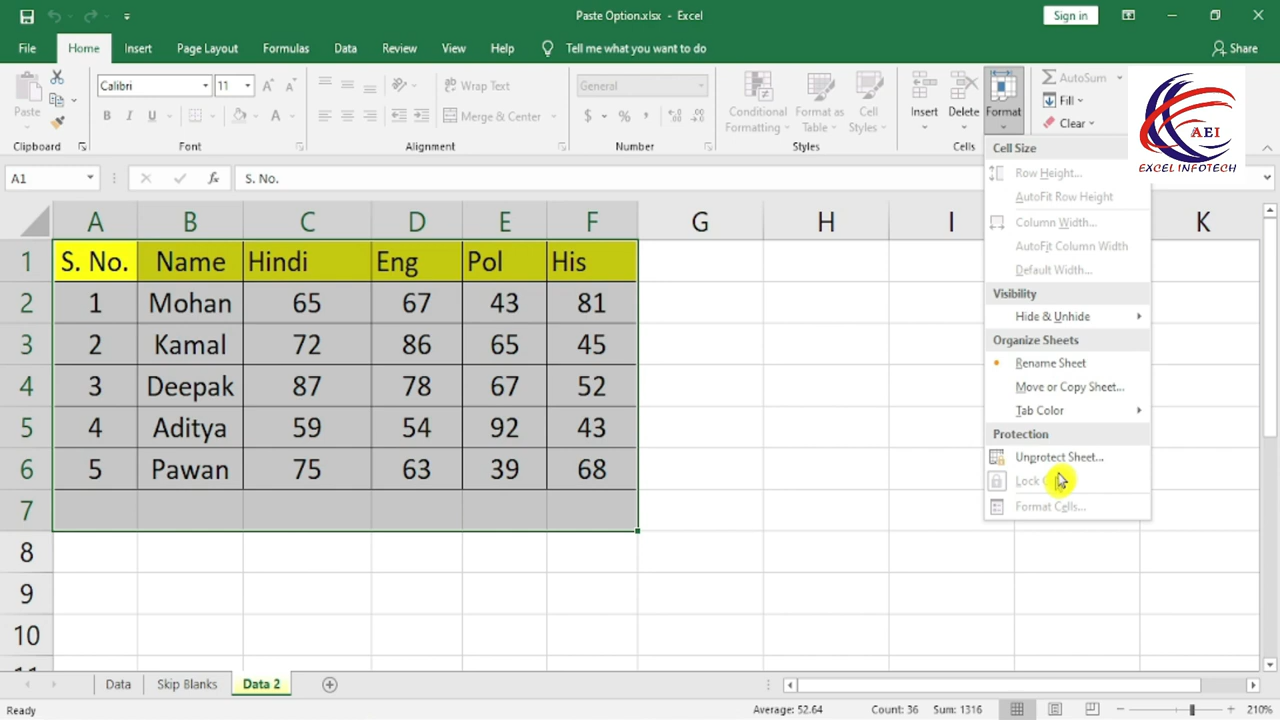 Paste Option.xlsx - Excel
Sign in
File Home Insert Page Layout Formulas Data Review View Help Tell me what you want to do Share
Paste
Clipboard
Calibri 11
B I U A
Font
Wrap Text
Merge & Center
Alignment
General
$ % ,
Number
Conditional Formatting
Format as Table
Cell Styles
Styles
Insert
Delete
Format
Cells
AutoSum
Fill
Clear
AEI
EXCEL INFOTECH
A1 fx S. No.
Cell Size
Row Height...
AutoFit Row Height
Column Width...
AutoFit Column Width
Default Width...
Visibility
Hide & Unhide
Organize Sheets
Rename Sheet
Move or Copy Sheet...
Tab Color
Protection
Unprotect Sheet...
Lock
Format Cells...
A B C D E F G H I K
1 S. No. Name Hindi Eng Pol His
2 1 Mohan 65 67 43 81
3 2 Kamal 72 86 65 45
4 3 Deepak 87 78 67 52
5 4 Aditya 59 54 92 43
6 5 Pawan 75 63 39 68
7
8
9
10
Data Skip Blanks Data 2
Ready Average: 52.64 Count: 36 Sum: 1316 210%